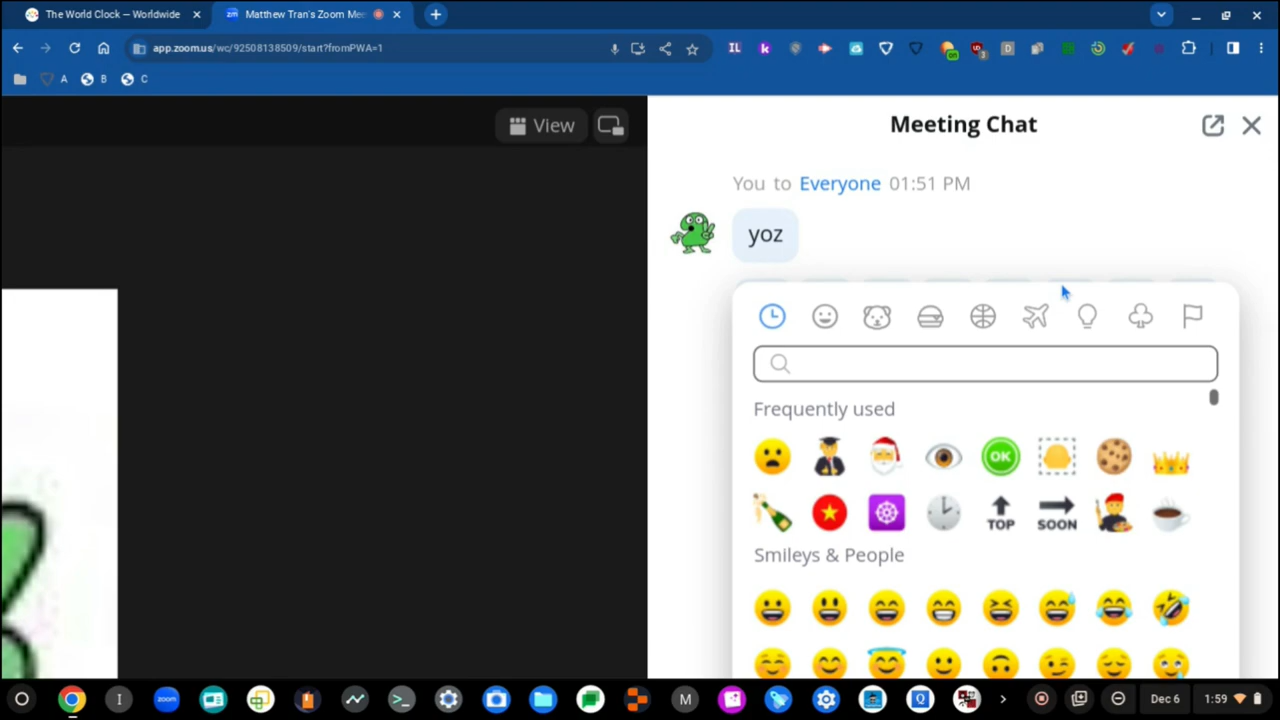 The World Clock — Worldwide
Matthew Tran's Zoom Me
app.zoom.us/wc/92508138509/start?fromPWA=1
A B C
View
Meeting Chat
You to Everyone 01:51 PM
yoz
Frequently used
OK
TOP SOON
Smileys & People
Dec 6 1:59